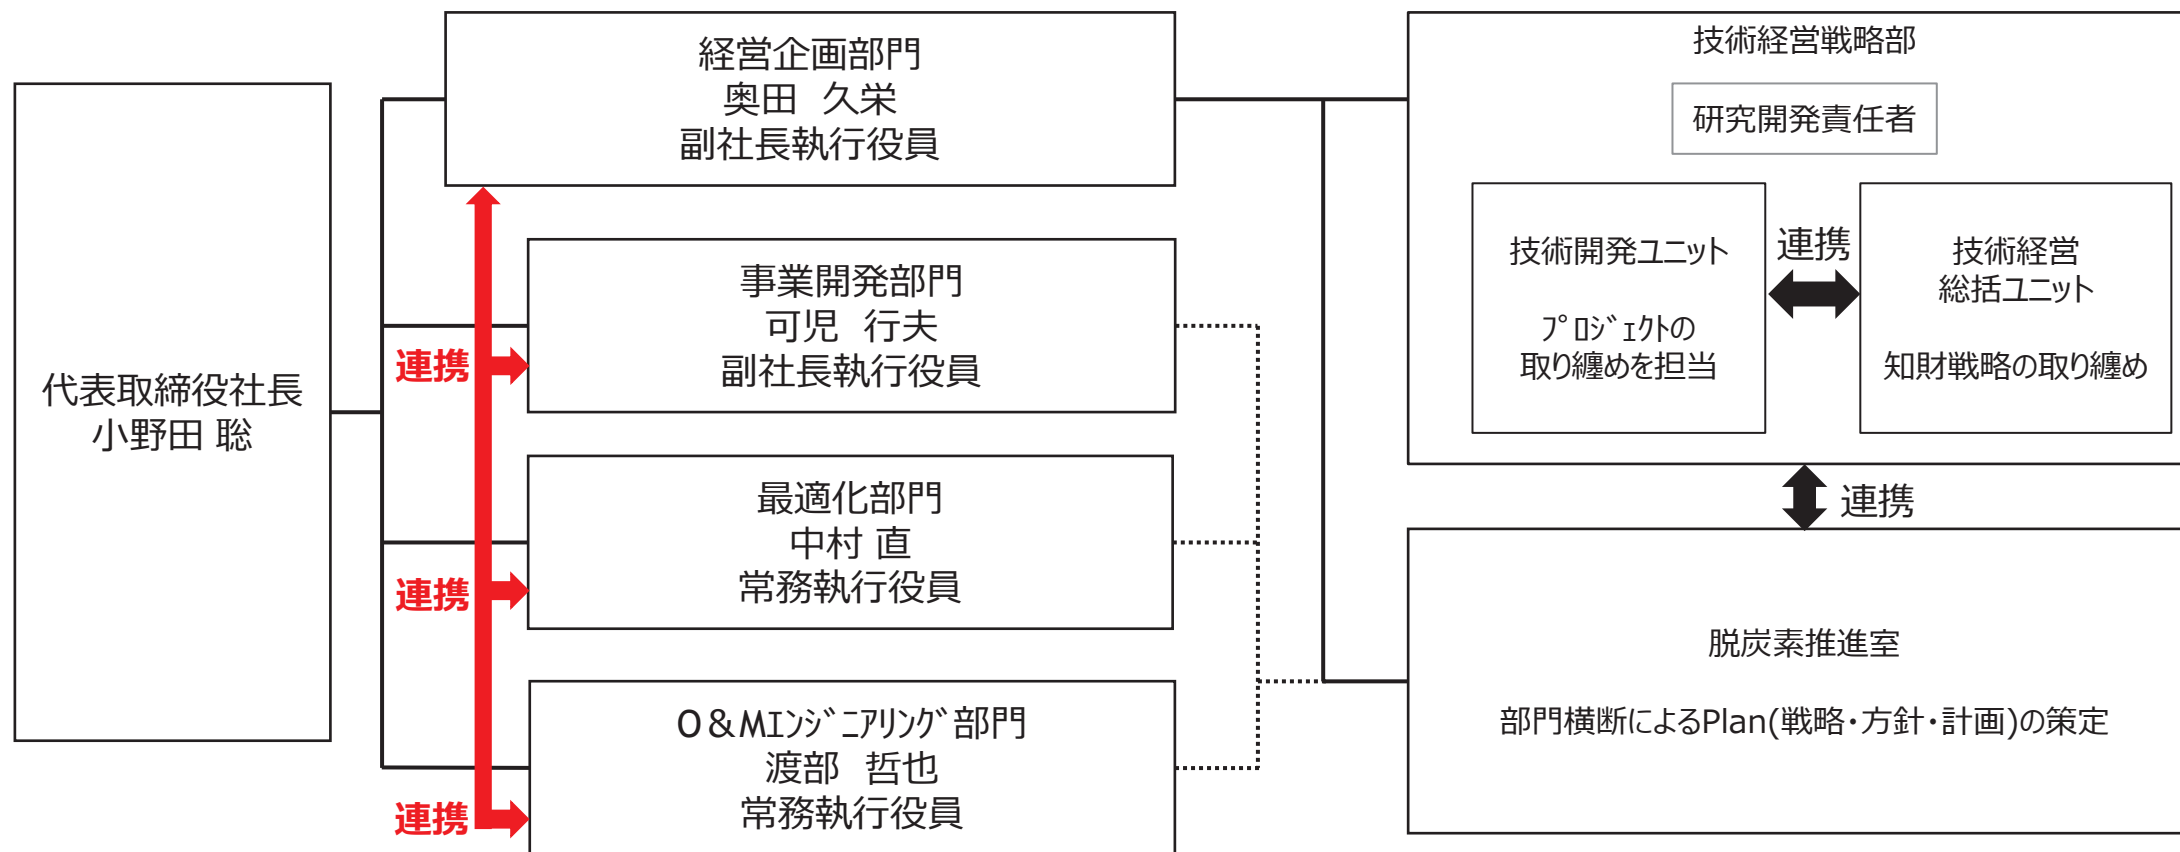 代表取締役社長
小野田 聡
経営企画部門
奥田　久栄
副社長執行役員
連携
事業開発部門
可児　行夫
副社長執行役員
連携
最適化部門
中村 直
常務執行役員
連携
O&Mｴﾝｼﾞﾆｱﾘﾝｸﾞ部門
渡部　哲也
常務執行役員
技術経営戦略部
研究開発責任者
技術開発ﾕﾆｯﾄ
ﾌﾟﾛｼﾞｪｸﾄの
取り纏めを担当
連携
技術経営
総括ﾕﾆｯﾄ
知財戦略の取り纏め
連携
脱炭素推進室
部門横断によるPlan(戦略・方針・計画)の策定